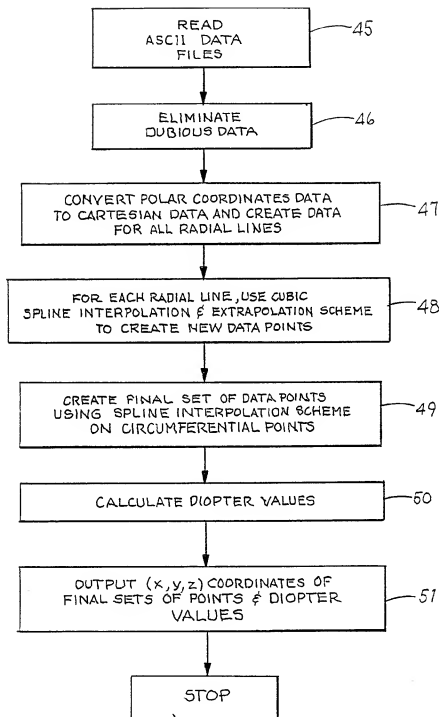 READ
ASCII DATA
FILES
45
ELIMINATE
DUBIOUS DATA
46
CONVERT POLAR COORDINATES DATA
TO CARTESIAN DATA AND CREATE DATA
FOR ALL RADIAL LINES
47
FOR EACH RADIAL LINE, USE CUBIC
SPLINE INTERPOLATION & EXTRAPOLATION SCHEME
TO CREATE NEW DATA POINTS
48
CREATE FINAL SET OF DATA POINTS
USING SPLINE INTERPOLATION SCHEME
ON CIRCUMFERENTIAL POINTS
49
CALCULATE DIOPTER VALUES
50
OUTPUT (x,y,z) COORDINATES OF
FINAL SETS OF POINTS & DIOPTER
VALUES
51
STOP